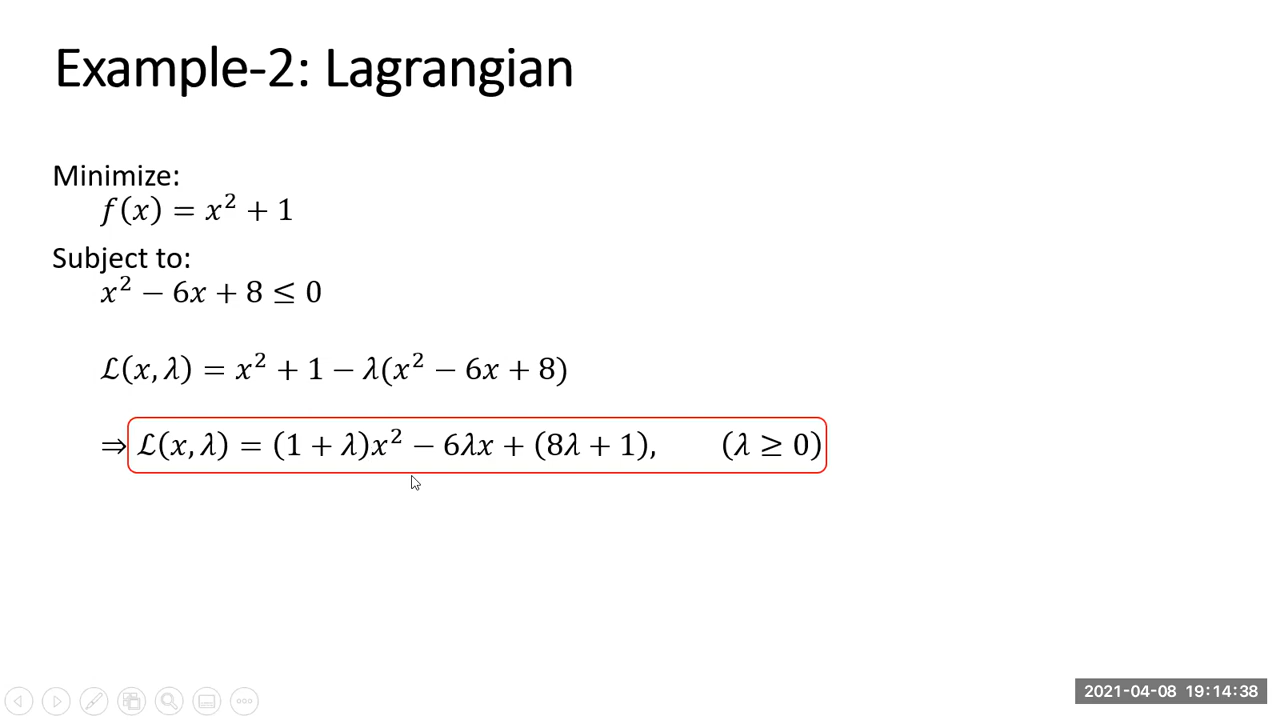 Example-2: Lagrangian
Minimize:
f(x) = x² + 1
Subject to:
x² − 6x + 8 ≤ 0
ℒ(x, λ) = x² + 1 − λ(x² − 6x + 8)
⇒ ℒ(x, λ) = (1 + λ)x² − 6λx + (8λ + 1), (λ ≥ 0)
2021-04-08 19:14:38